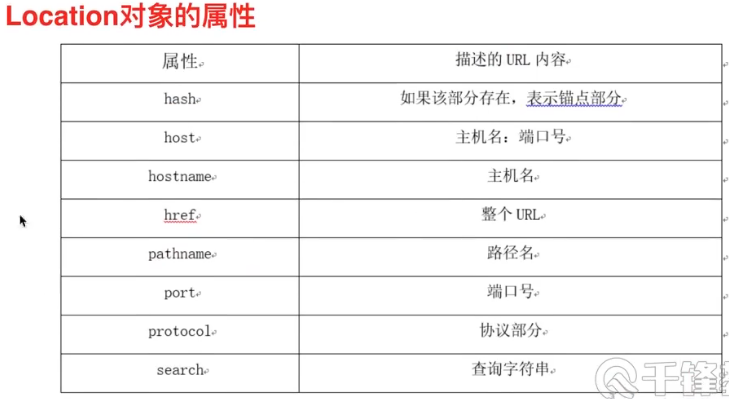 Location对象的属性
属性 描述的 URL 内容
hash 如果该部分存在，表示锚点部分
host 主机名：端口号
hostname 主机名
href 整个 URL
pathname 路径名
port 端口号
protocol 协议部分
search 查询字符串
千锋